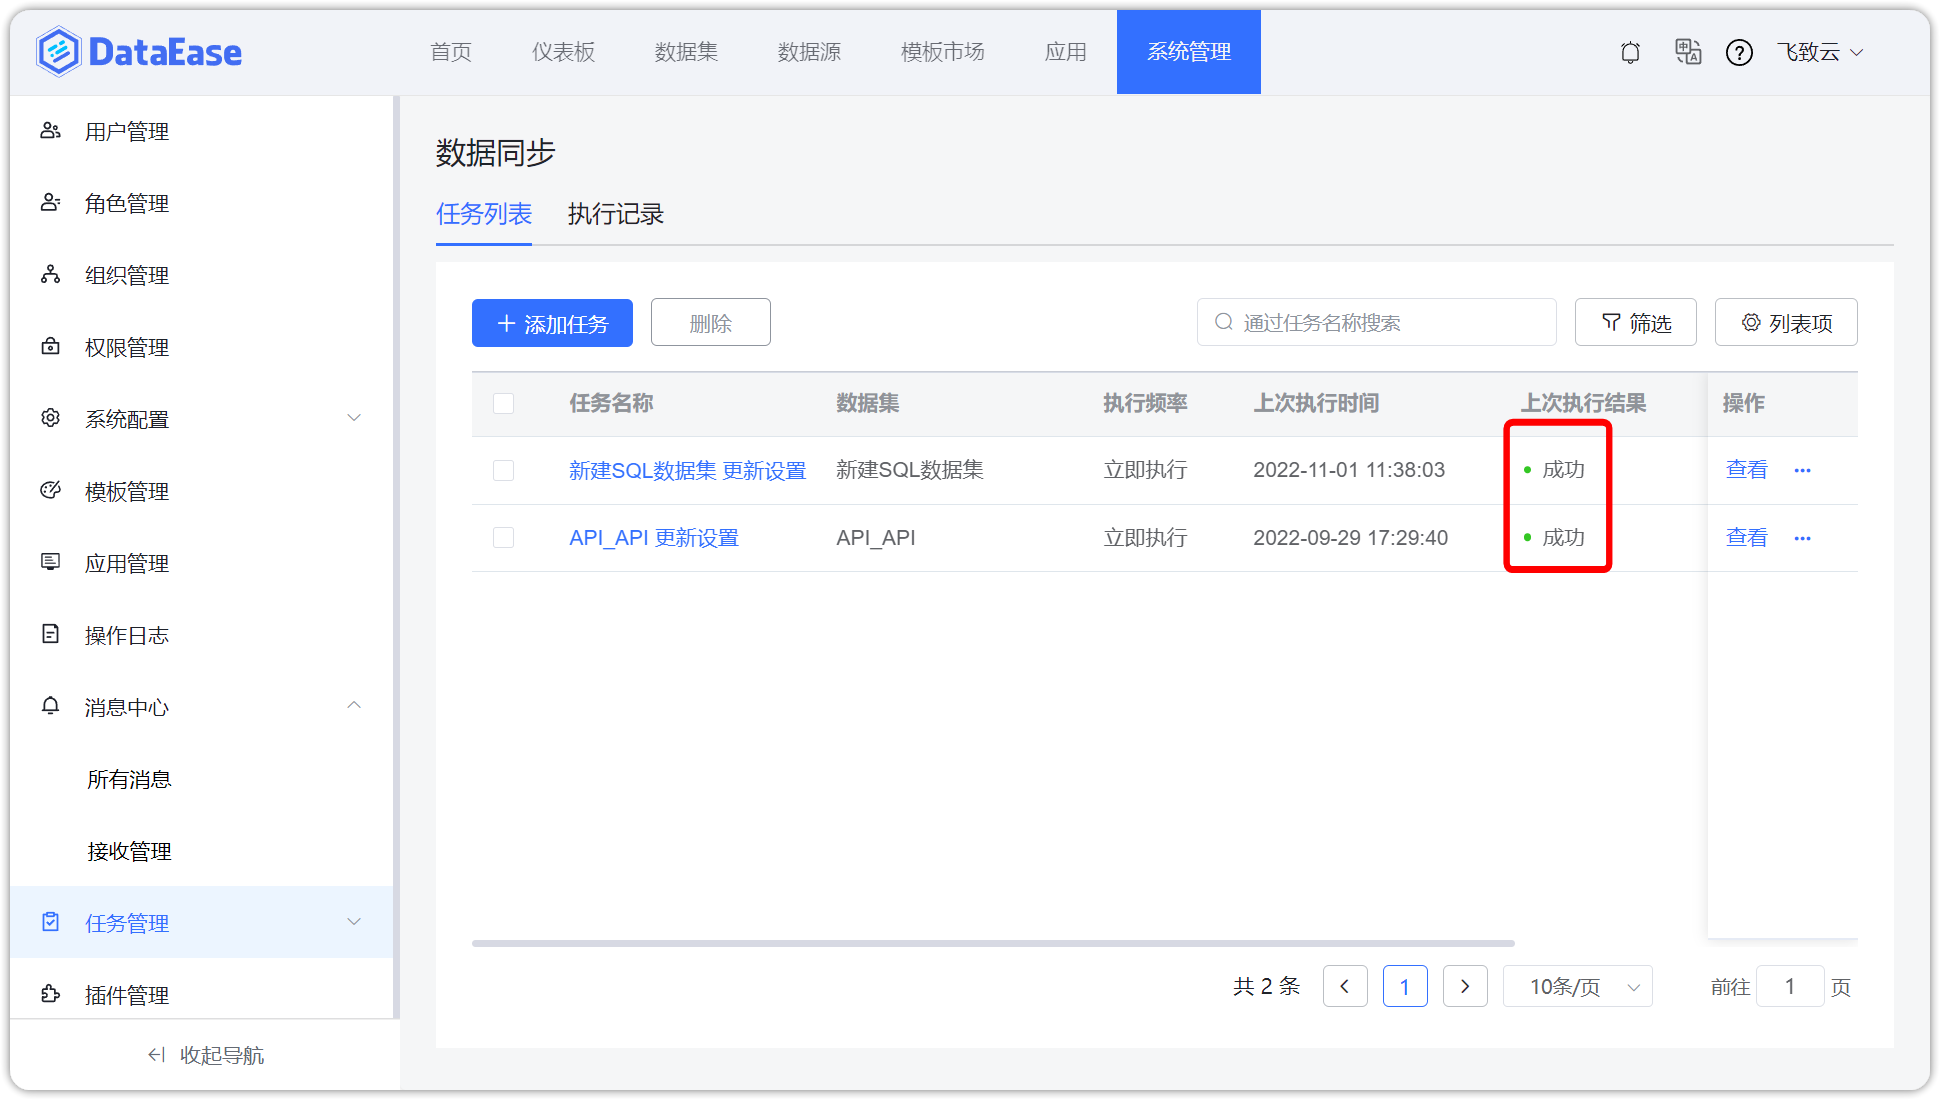 DataEase
首页 仪表板 数据集 数据源 模板市场 应用 系统管理
飞致云
用户管理
角色管理
组织管理
权限管理
系统配置
模板管理
应用管理
操作日志
消息中心
所有消息
接收管理
任务管理
插件管理
收起导航
数据同步
任务列表 执行记录
添加任务 删除 通过任务名称搜索 筛选 列表项
任务名称 数据集 执行频率 上次执行时间 上次执行结果 操作
新建SQL数据集 更新设置 新建SQL数据集 立即执行 2022-11-01 11:38:03 成功 查看 ...
API_API 更新设置 API_API 立即执行 2022-09-29 17:29:40 成功 查看 ...
共 2 条 1 10条/页 前往 1 页